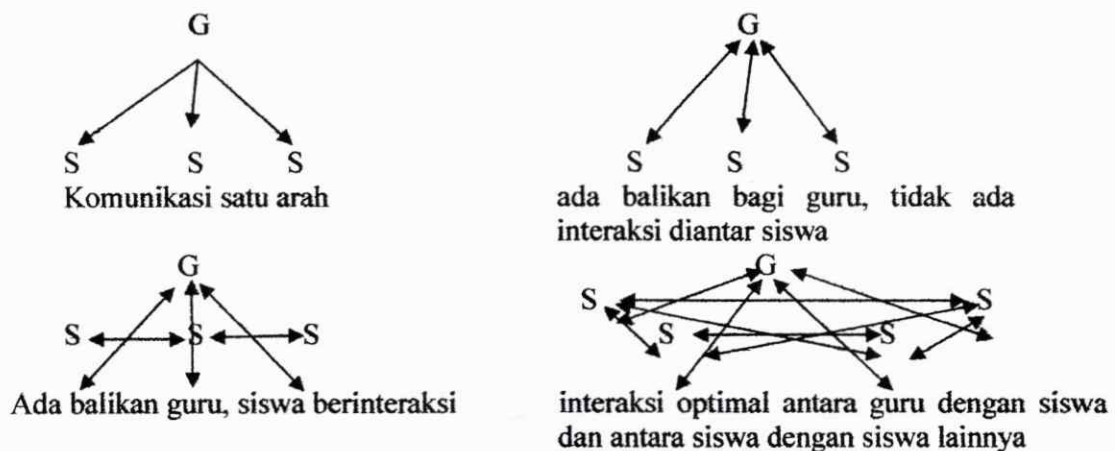 G
S S S
Komunikasi satu arah
G
S S S
ada balikan bagi guru, tidak ada
interaksi diantar siswa
G
S S S
Ada balikan guru, siswa berinteraksi
G
S S
S S
interaksi optimal antara guru dengan siswa
dan antara siswa dengan siswa lainnya